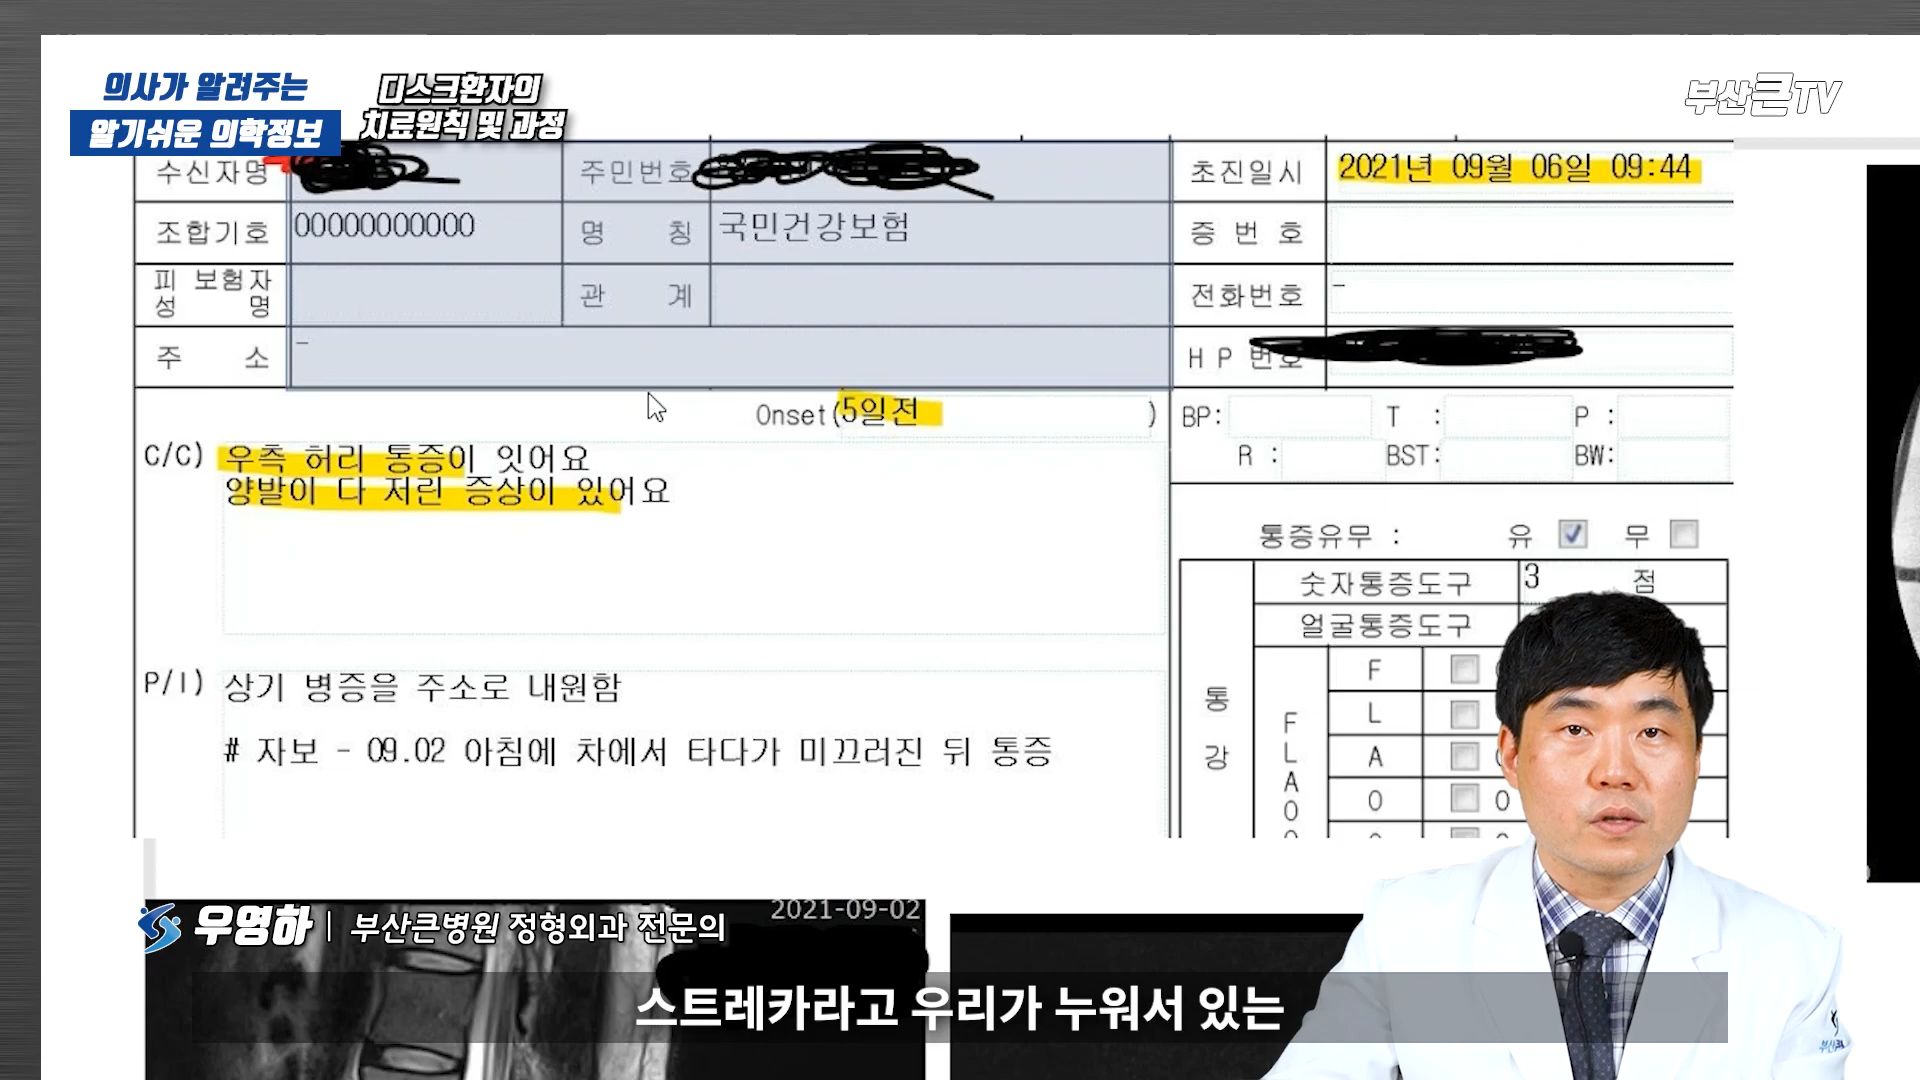 의사가 알려주는
알기쉬운 의학정보
디스크환자의
치료원칙 및 과정
부산큰TV
수신자명 주민번호 초진일시 2021년 09월 06일 09:44
조합기호 00000000000 명 칭 국민건강보험 증 번 호
피 보험자
성 명 관 계 전화번호 -
주 소 - H P 번호
Onset(5일전 ) BP: T : P :
R : BST: BW:
C/C) 우측 허리 통증이 잇어요
양발이 다 저린 증상이 있어요
통증유무 : 유 무
숫자통증도구 3 점
얼굴통증도구
통
강
F
L
A
O
F
L
A
O 0
P/I) 상기 병증을 주소로 내원함
# 자보 - 09.02 아침에 차에서 타다가 미끄러진 뒤 통증
2021-09-02
우영하 | 부산큰병원 정형외과 전문의
스트레카라고 우리가 누워서 있는